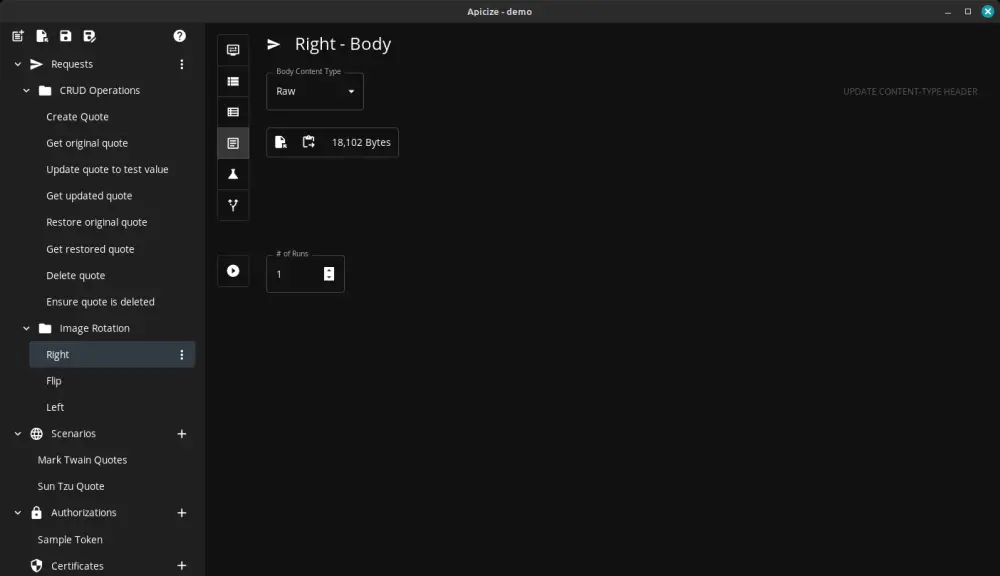 Apicize - demo
Requests
CRUD Operations
Create Quote
Get original quote
Update quote to test value
Get updated quote
Restore original quote
Get restored quote
Delete quote
Ensure quote is deleted
Image Rotation
Right
Flip
Left
Scenarios
Mark Twain Quotes
Sun Tzu Quote
Authorizations
Sample Token
Certificates
Right - Body
Body Content Type
Raw
UPDATE CONTENT-TYPE HEADER
18,102 Bytes
# of Runs
1